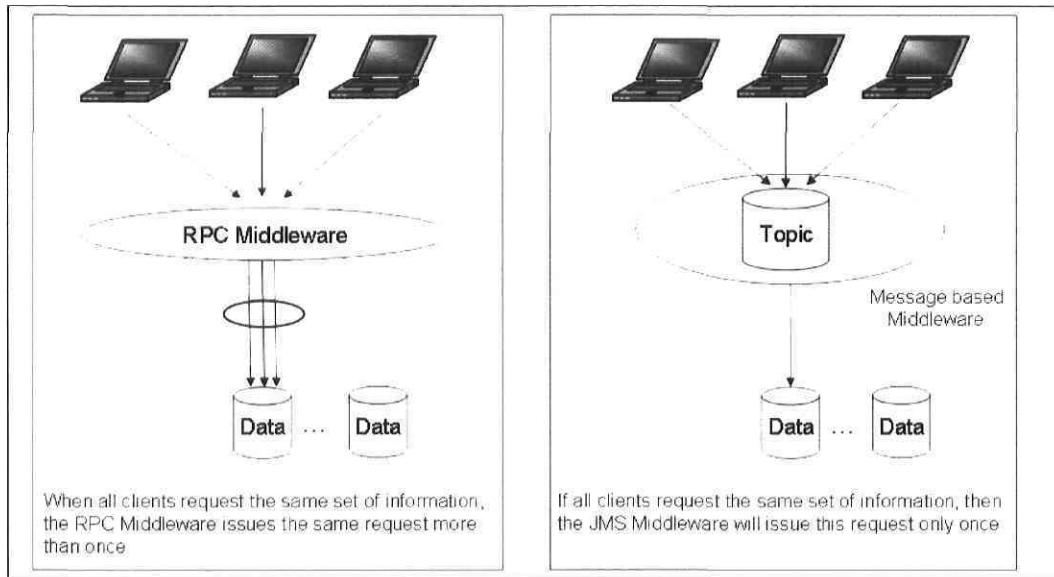 RPC Middleware
Data ... Data
When all clients request the same set of information,
the RPC Middleware issues the same request more
than once
Topic
Message based
Middleware
Data ... Data
If all clients request the same set of information, then
the JMS Middleware will issue this request only once